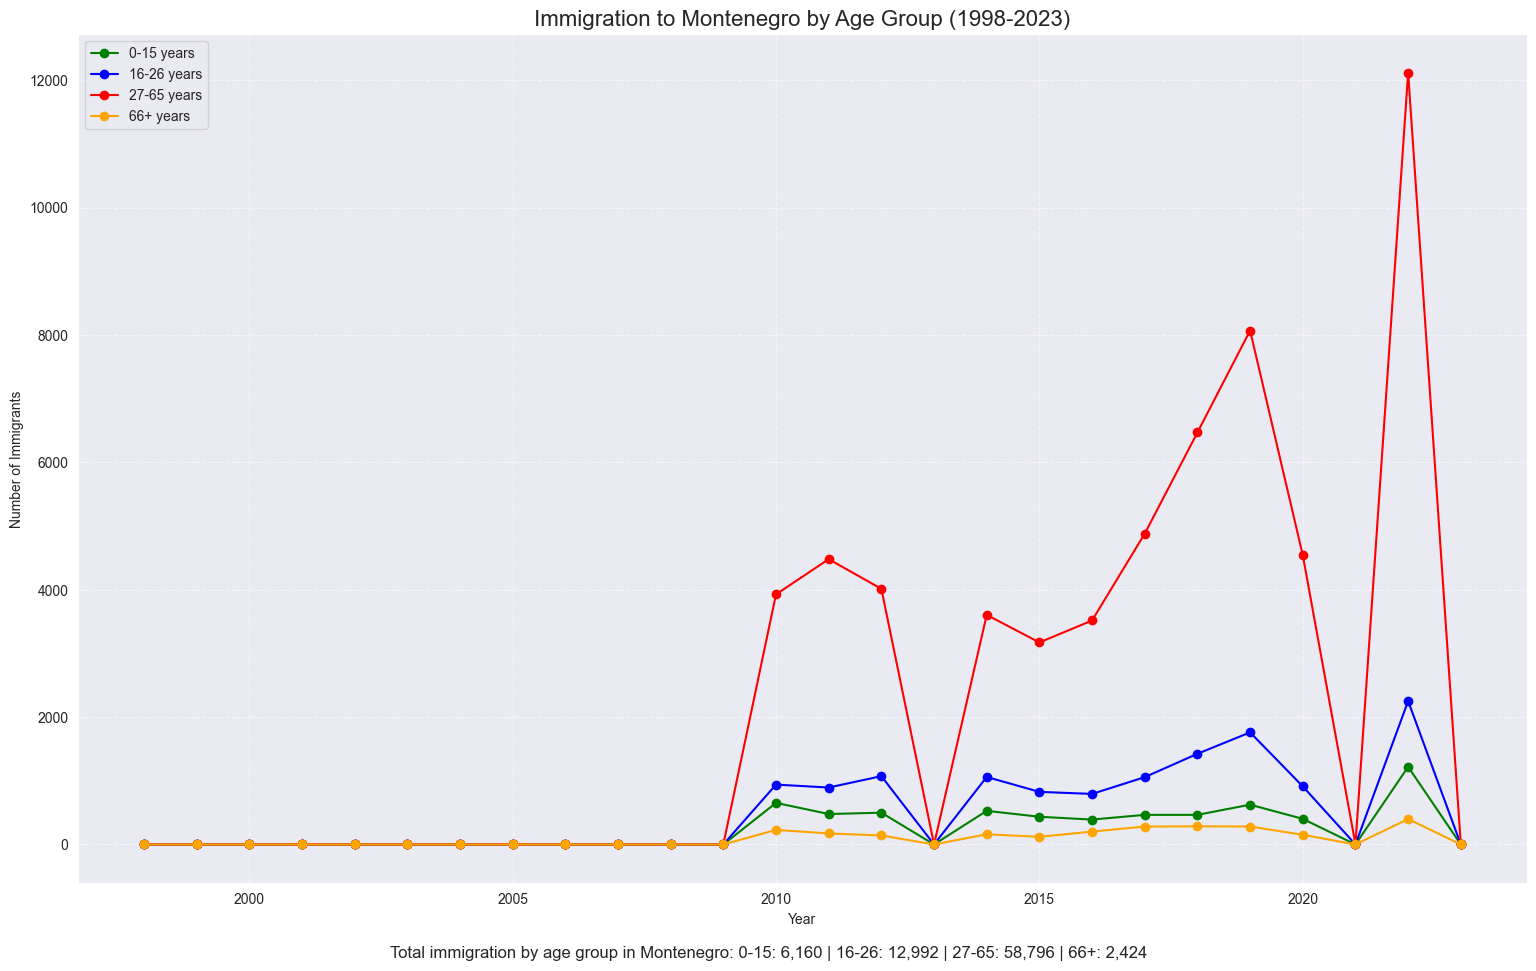 Immigration to Montenegro by Age Group (1998-2023)
0-15 years
16-26 years
27-65 years
66+ years
12000
10000
8000
6000
4000
2000
0
Number of Immigrants
2000
2005
2010
2015
2020
Year
Total immigration by age group in Montenegro: 0-15: 6,160 | 16-26: 12,992 | 27-65: 58,796 | 66+: 2,424